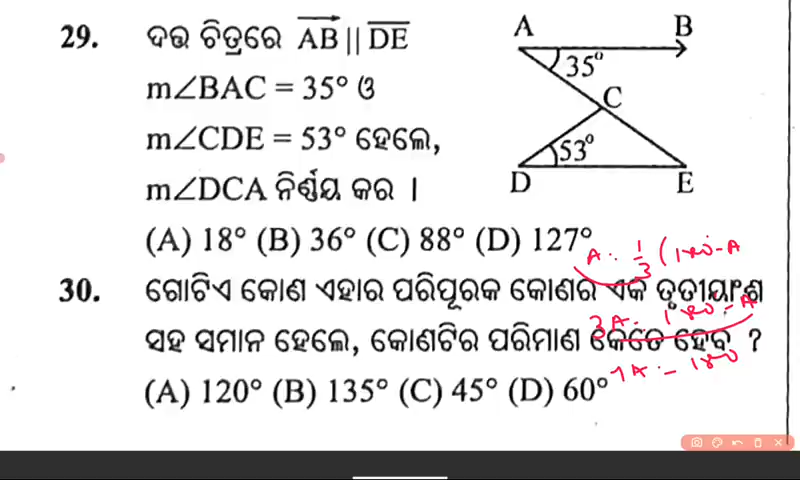 29. ଦତ୍ତ ଚିତ୍ରରେ AB || DE
m∠BAC = 35° ଓ
m∠CDE = 53° ହେଲେ,
m∠DCA ନିର୍ଣ୍ଣୟ କର ।
(A) 18° (B) 36° (C) 88° (D) 127°
A B
35°
C
53°
D E
30. ଗୋଟିଏ କୋଣ ଏହାର ପରିପୂରକ କୋଣର ଏକ ତୃତୀୟାଂଶ
ସହ ସମାନ ହେଲେ, କୋଣଟିର ପରିମାଣ କେତେ ହେବ ?
(A) 120° (B) 135° (C) 45° (D) 60°
A = 1/3 (180 - A
3A = 180 - A